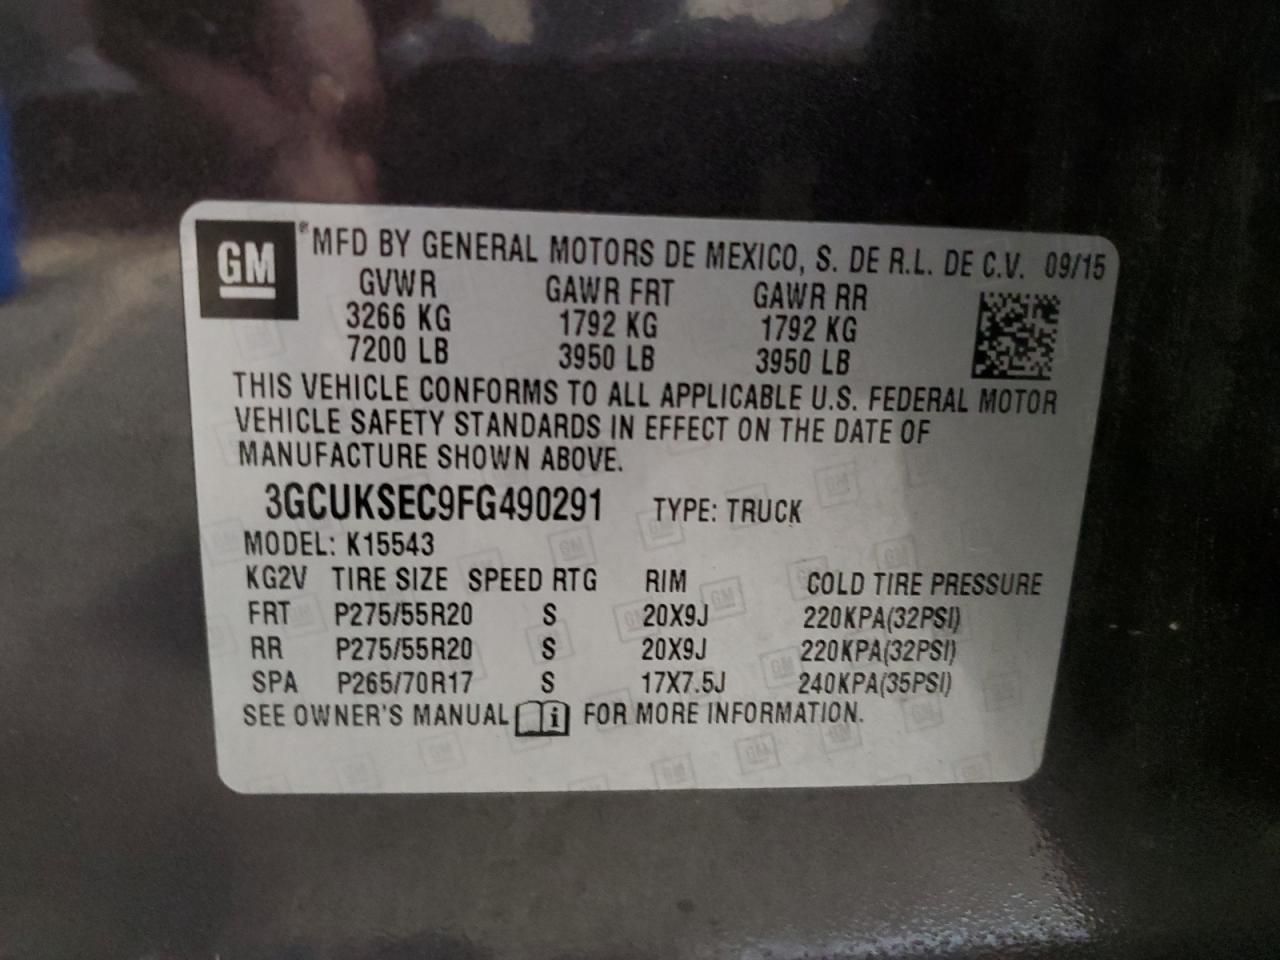 GM ® MFD BY GENERAL MOTORS DE MEXICO, S. DE R.L. DE C.V. 09/15
GVWR GAWR FRT GAWR RR
3266 KG 1792 KG 1792 KG
7200 LB 3950 LB 3950 LB
THIS VEHICLE CONFORMS TO ALL APPLICABLE U.S. FEDERAL MOTOR
VEHICLE SAFETY STANDARDS IN EFFECT ON THE DATE OF
MANUFACTURE SHOWN ABOVE.
3GCUKSEC9FG490291 TYPE: TRUCK
MODEL: K15543
KG2V TIRE SIZE SPEED RTG RIM COLD TIRE PRESSURE
FRT P275/55R20 S 20X9J 220KPA(32PSI)
RR P275/55R20 S 20X9J 220KPA(32PSI)
SPA P265/70R17 S 17X7.5J 240KPA(35PSI)
SEE OWNER'S MANUAL i FOR MORE INFORMATION.